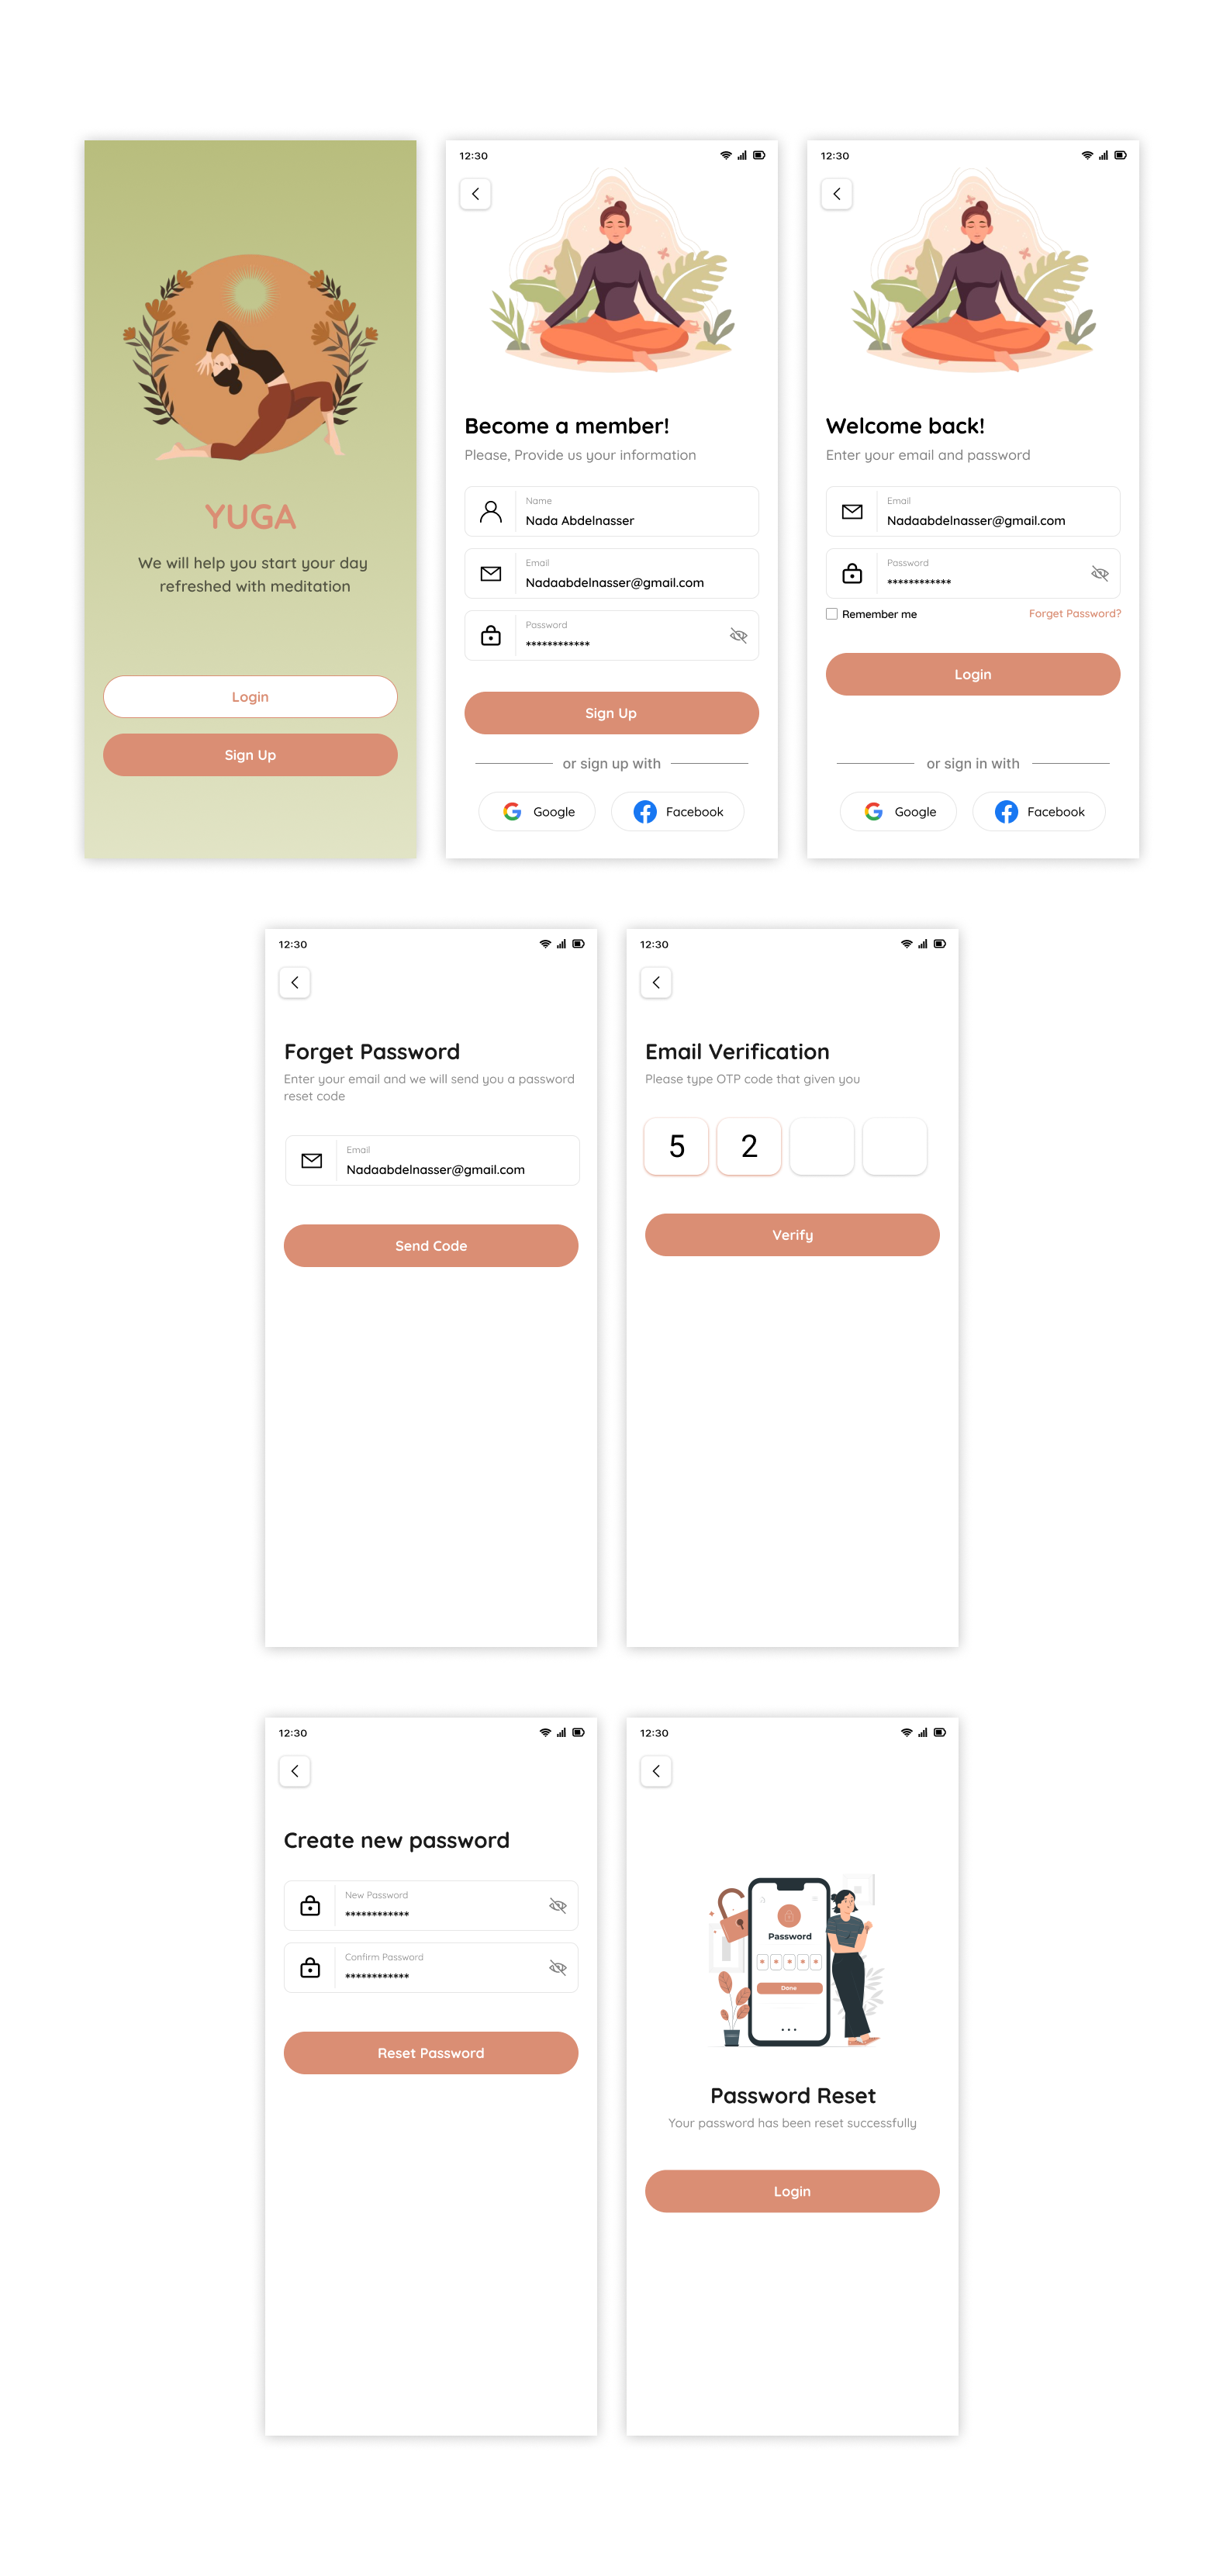 YUGA
We will help you start your day
refreshed with meditation
Login
Sign Up
12:30
Become a member!
Please, Provide us your information
Name
Nada Abdelnasser
Email
Nadaabdelnasser@gmail.com
Password
************
Sign Up
or sign up with
Google
Facebook
12:30
Welcome back!
Enter your email and password
Email
Nadaabdelnasser@gmail.com
Password
************
Remember me
Forget Password?
Login
or sign in with
Google
Facebook
12:30
Forget Password
Enter your email and we will send you a password
reset code
Email
Nadaabdelnasser@gmail.com
Send Code
12:30
Email Verification
Please type OTP code that given you
5 2
Verify
12:30
Create new password
New Password
************
Confirm Password
************
Reset Password
12:30
Password
Done
Password Reset
Your password has been reset successfully
Login